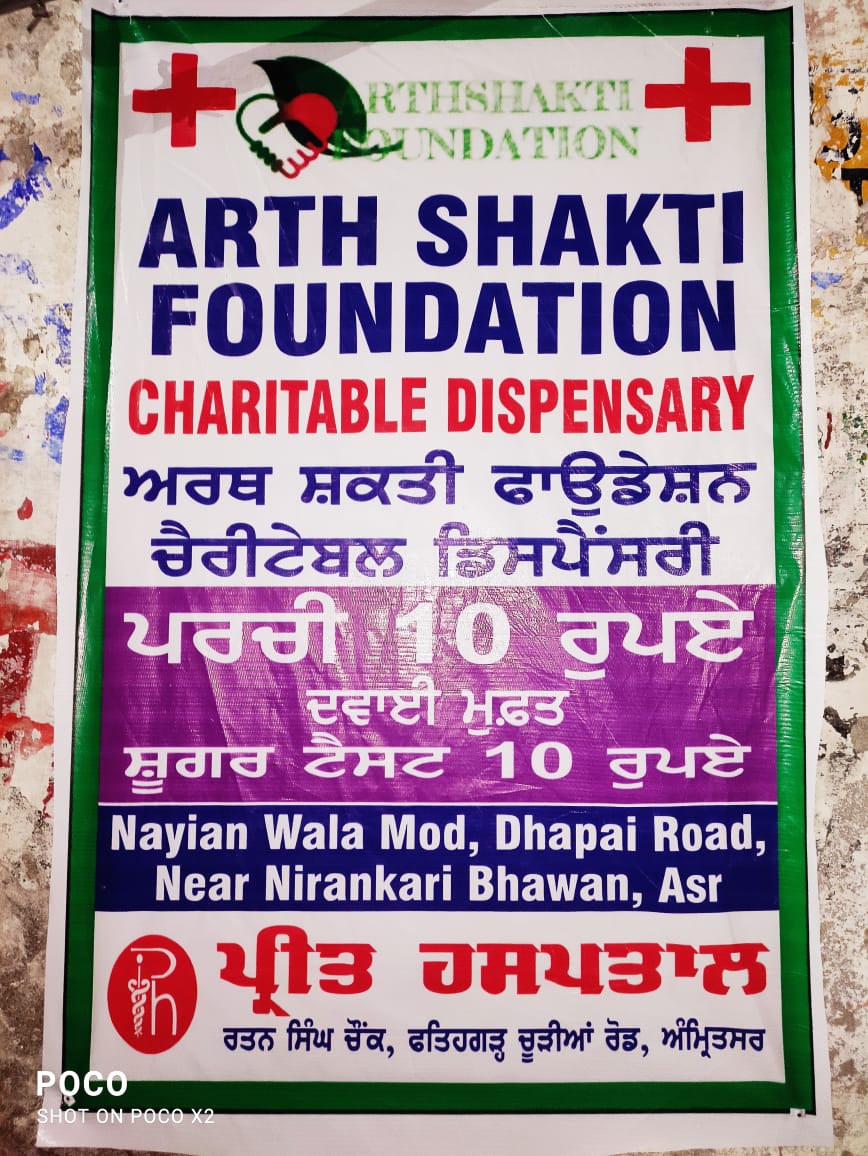 ARTHSHAKTI
FOUNDATION
ARTH SHAKTI
FOUNDATION
CHARITABLE DISPENSARY
ਅਰਥ ਸ਼ਕਤੀ ਫਾਊਡੇਸ਼ਨ
ਚੈਰੀਟੇਬਲ ਡਿਸਪੈਂਸਰੀ
ਪਰਚੀ 10 ਰੁਪਏ
ਦਵਾਈ ਮੁਫ਼ਤ
ਸ਼ੂਗਰ ਟੈਸਟ 10 ਰੁਪਏ
Nayian Wala Mod, Dhapai Road,
Near Nirankari Bhawan, Asr
Ph
ਪ੍ਰੀਤ ਹਸਪਤਾਲ
ਰਤਨ ਸਿੰਘ ਚੌਂਕ, ਫਤਿਹਗੜ੍ਹ ਚੂੜੀਆਂ ਰੋਡ, ਅੰਮ੍ਰਿਤਸਰ
POCO
SHOT ON POCO X2